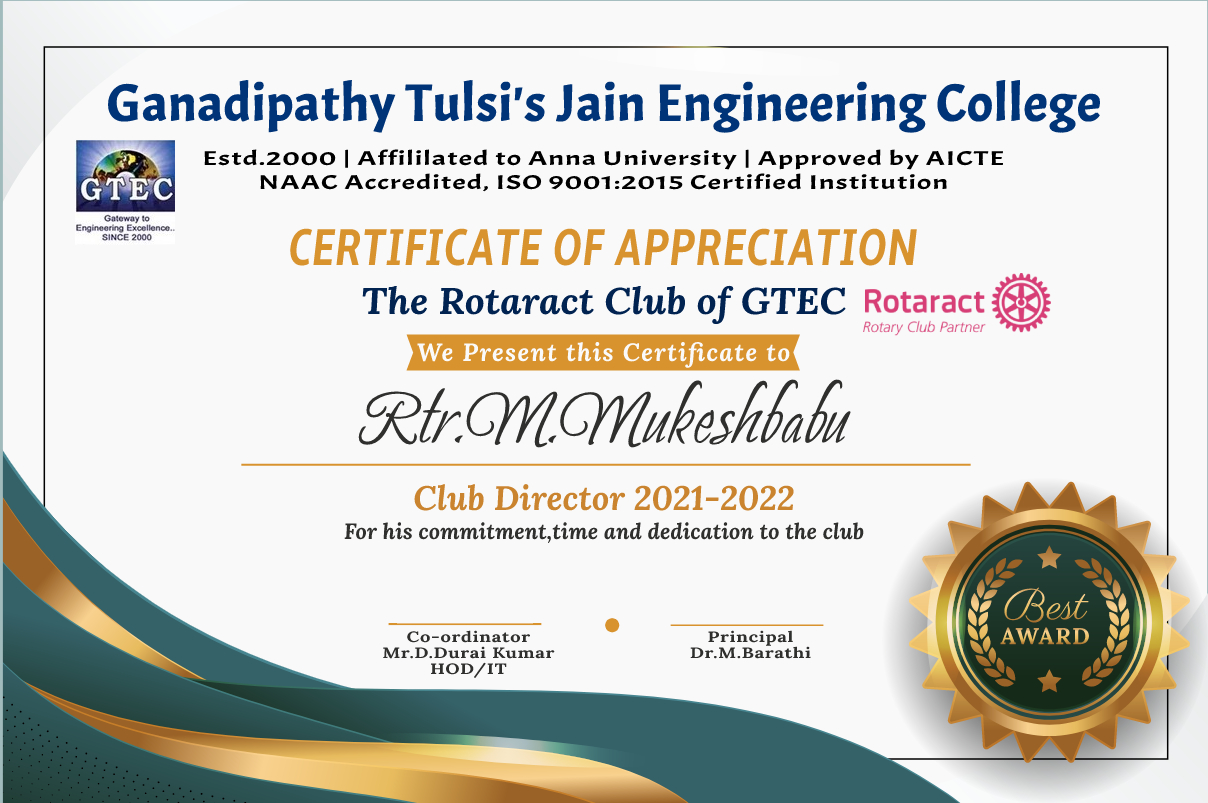 Ganadipathy Tulsi's Jain Engineering College
GTEC
Gateway to
Engineering Excellence..
SINCE 2000
Estd.2000 | Affililated to Anna University | Approved by AICTE
NAAC Accredited, ISO 9001:2015 Certified Institution
CERTIFICATE OF APPRECIATION
The Rotaract Club of GTEC
Rotaract
Rotary Club Partner
We Present this Certificate to
Rtr.M.Mukeshbabu
Club Director 2021-2022
For his commitment,time and dedication to the club
Co-ordinator
Mr.D.Durai Kumar
HOD/IT
Principal
Dr.M.Barathi
Best
AWARD